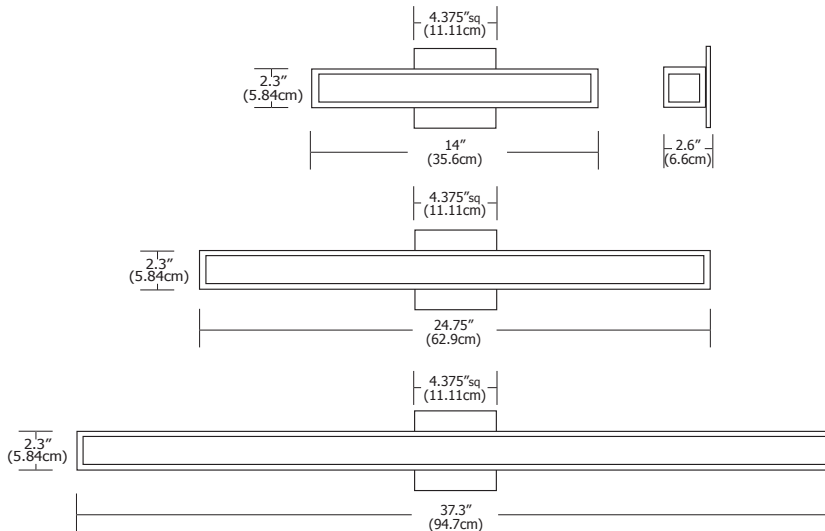 4.375”sq
(11.11cm)
2.3”
(5.84cm)
14”
(35.6cm)
2.6”
(6.6cm)
4.375”sq
(11.11cm)
2.3”
(5.84cm)
24.75”
(62.9cm)
4.375”sq
(11.11cm)
2.3”
(5.84cm)
37.3”
(94.7cm)